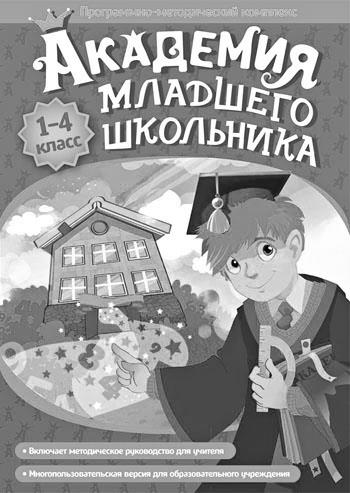 Программно-методический комплекс
АКАДЕМИЯ
МЛАДШЕГО
ШКОЛЬНИКА
1-4
класс
• Включает методическое руководство для учителя
• Многопользовательская версия для образовательного учреждения